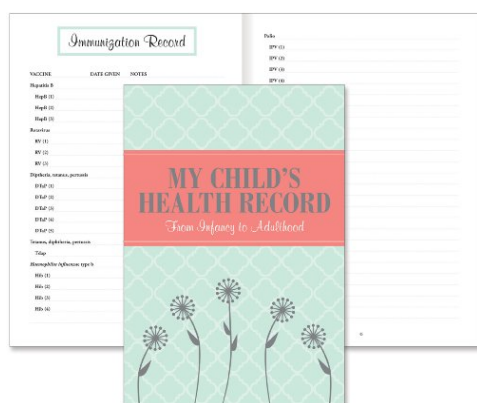 Immunization Record
VACCINE DATE GIVEN NOTES
Hepatitis B
HepB (1)
HepB (2)
HepB (3)
Rotavirus
RV (1)
RV (2)
RV (3)
Diptheria, tetanus, pertussis
DTaP (1)
DTaP (2)
DTaP (3)
DTaP (4)
DTaP (5)
Tetanus, diphtheria, pertussis
Tdap
Haemophilus influenzae type b
Hib (1)
Hib (2)
Hib (3)
Hib (4)
Polio
IPV (1)
IPV (2)
IPV (3)
IPV (4)
MY CHILD'S
HEALTH RECORD
From Infancy to Adulthood